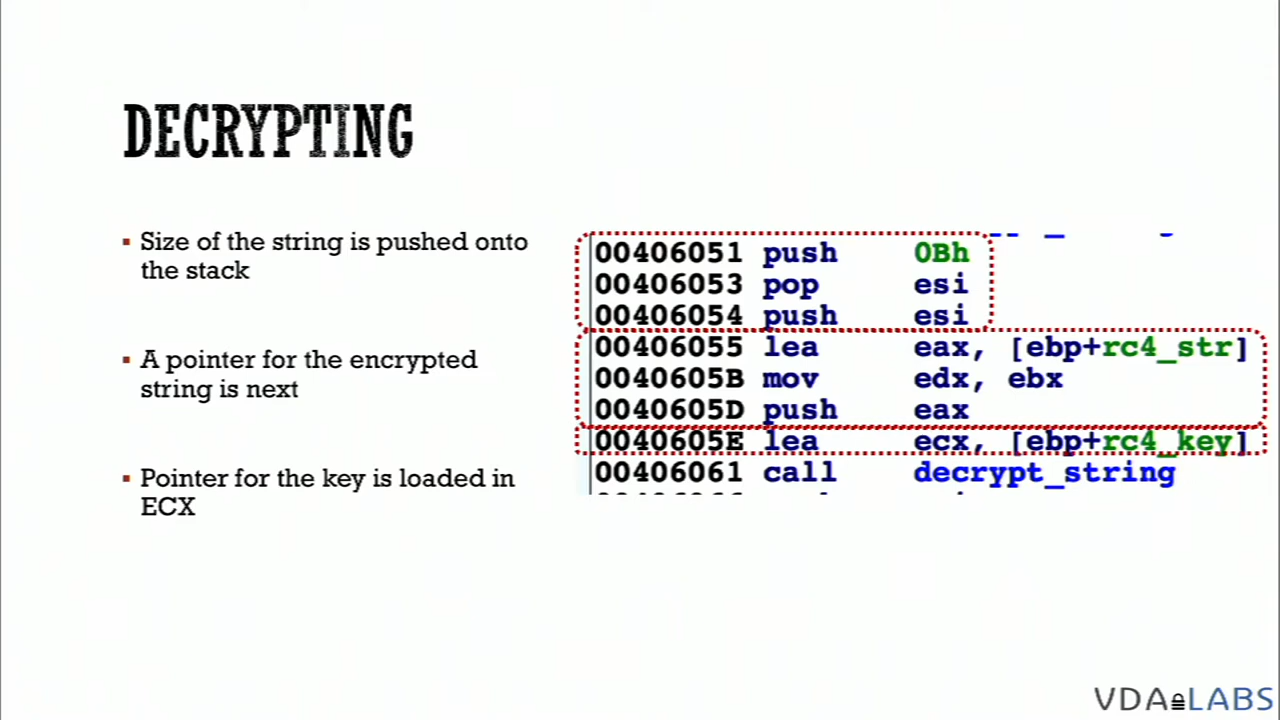 DECRYPTING
▪ Size of the string is pushed onto
the stack
▪ A pointer for the encrypted
string is next
▪ Pointer for the key is loaded in
ECX
00406051 push 0Bh
00406053 pop esi
00406054 push esi
00406055 lea eax, [ebp+rc4_str]
0040605B mov edx, ebx
0040605D push eax
0040605E lea ecx, [ebp+rc4_key]
00406061 call decrypt_string
VDA LABS